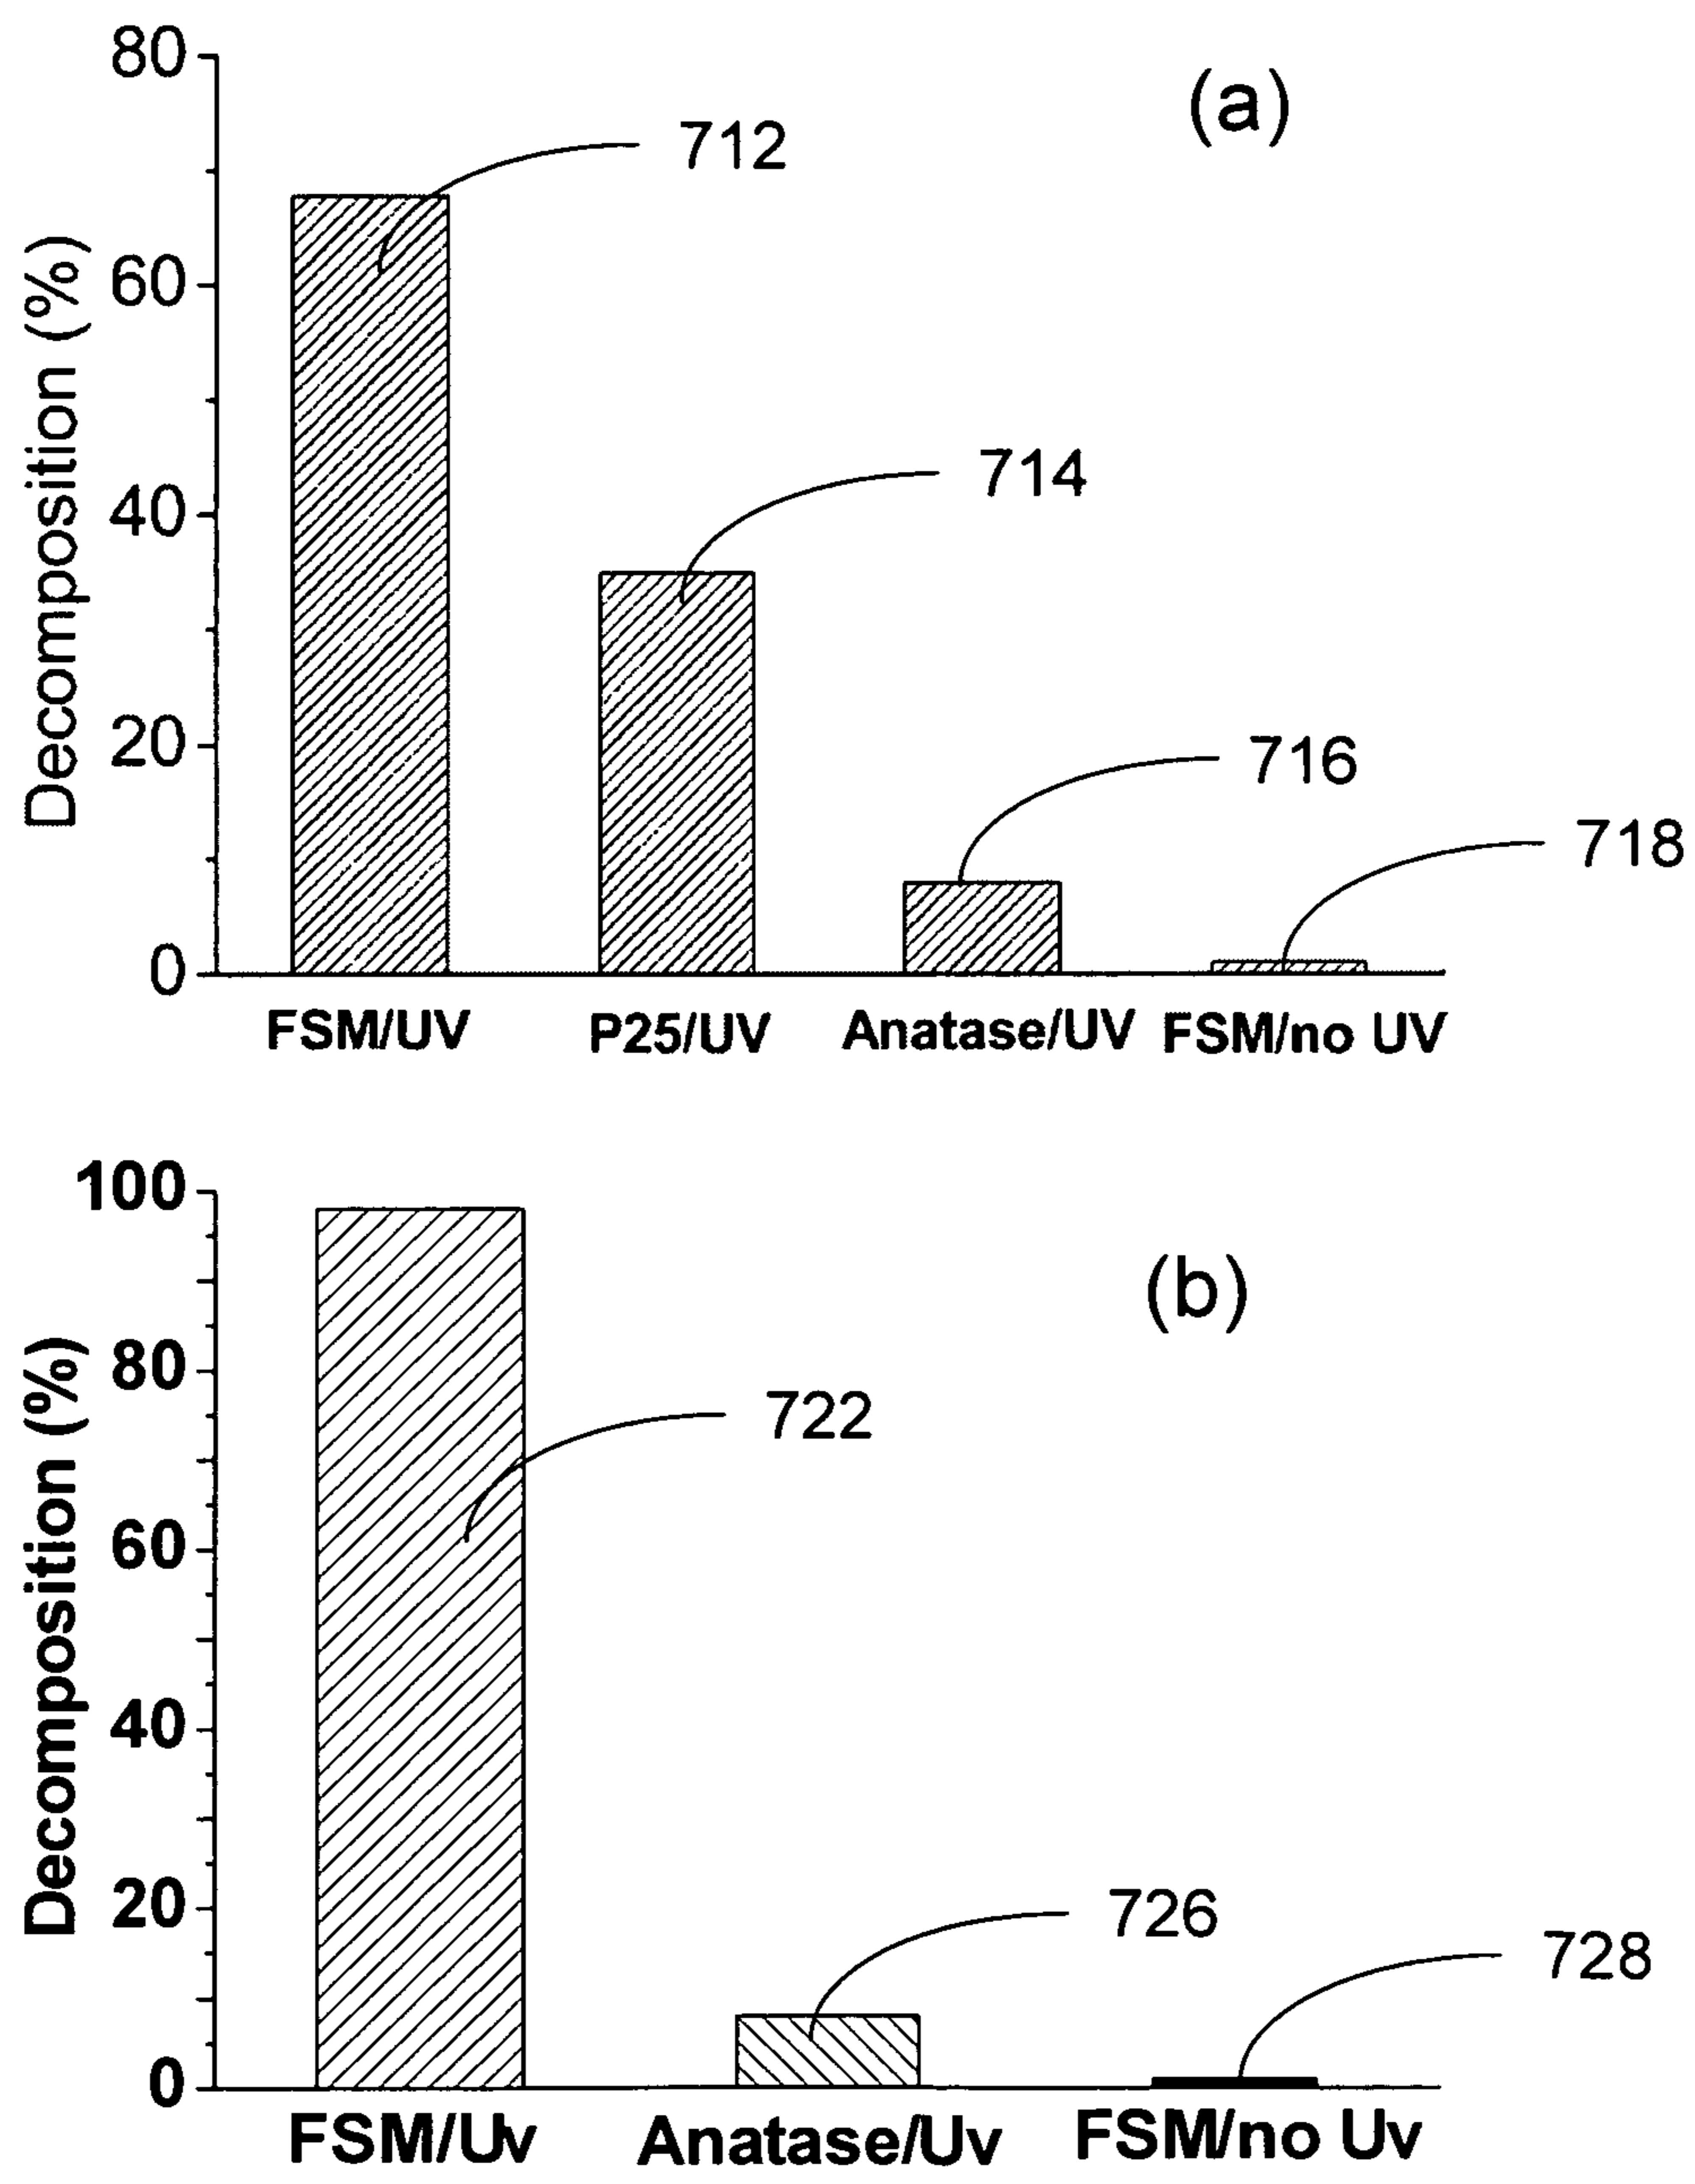 (a)
Decomposition (%)
80
60
40
20
0
712
714
716
718
FSM/UV
P25/UV
Anatase/UV
FSM/no UV
(b)
Decomposition (%)
100
80
60
40
20
0
722
726
728
FSM/Uv
Anatase/Uv
FSM/no Uv